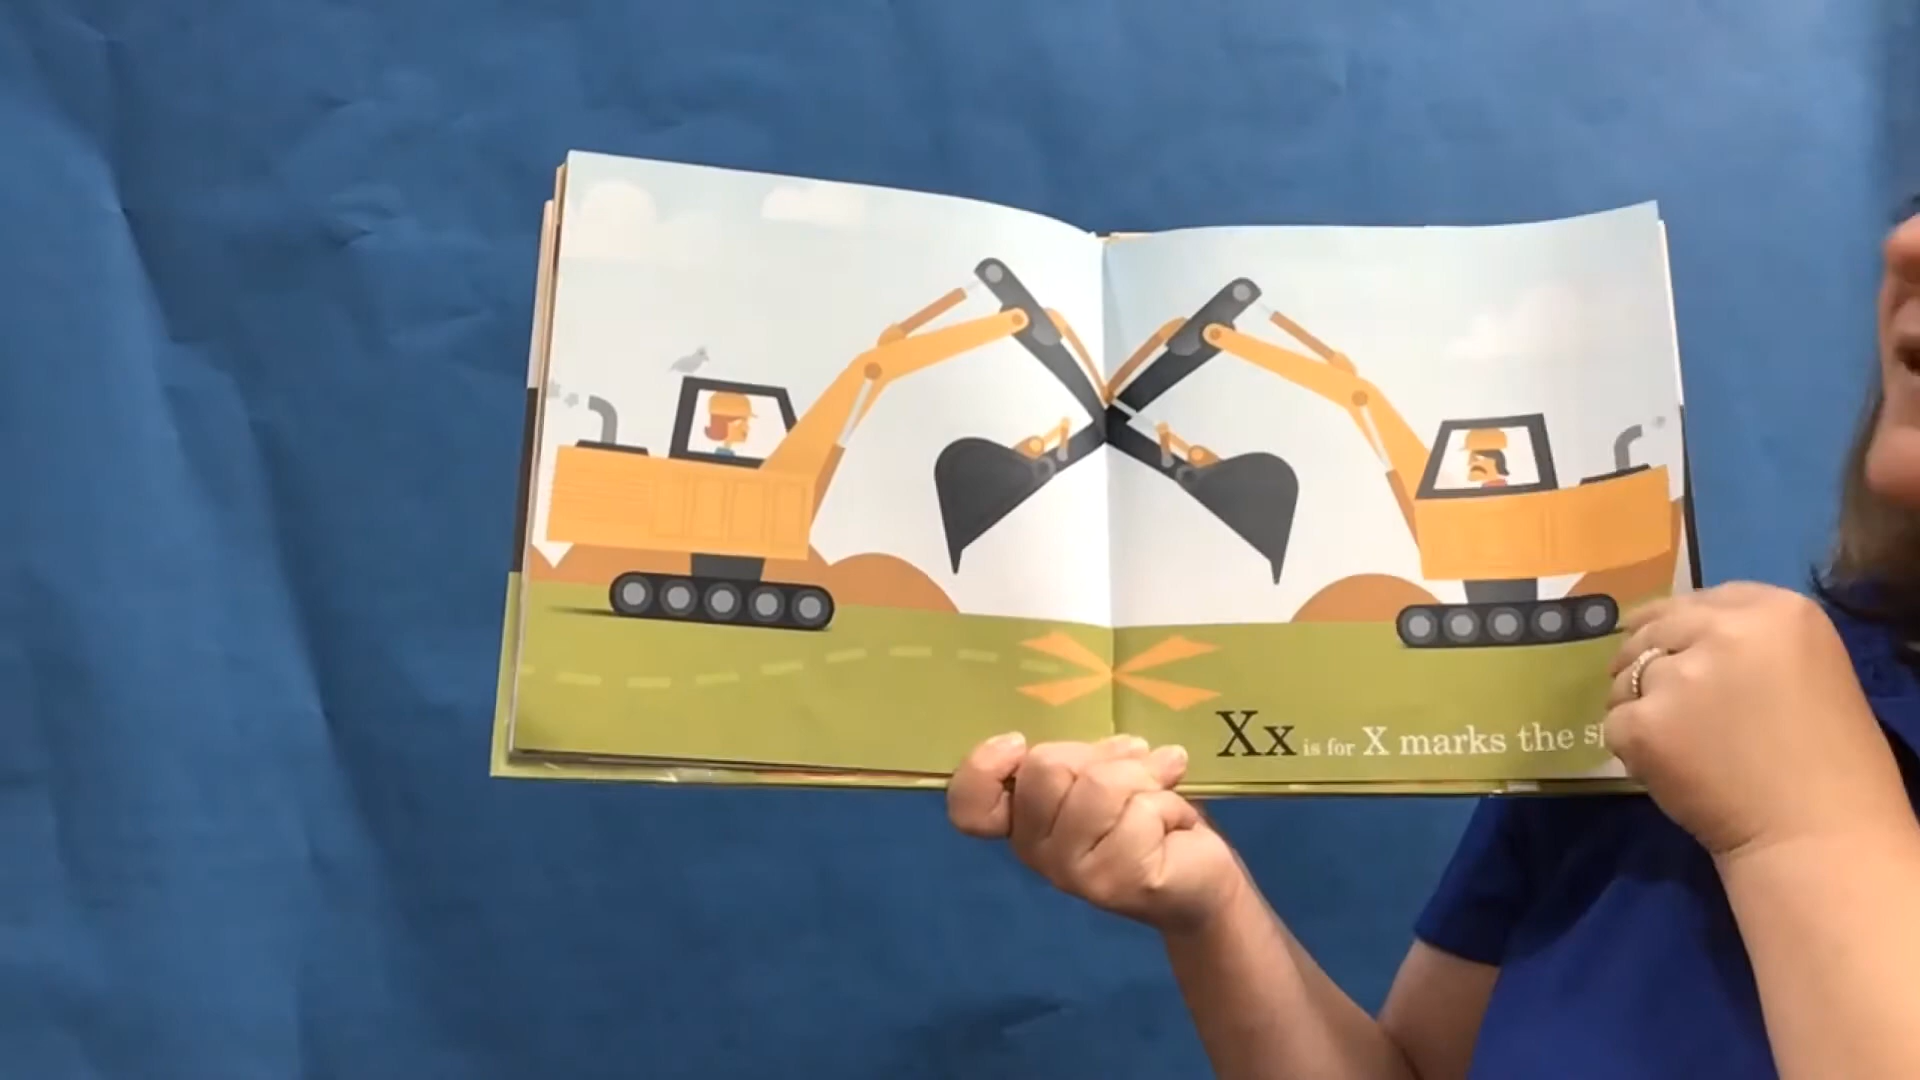 Xx is for X marks the